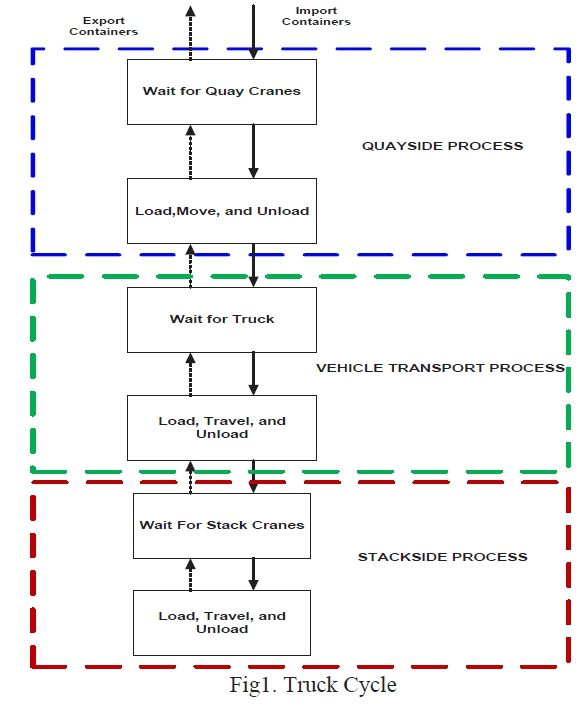 Export
Containers
Import
Containers
Wait for Quay Cranes
QUAYSIDE PROCESS
Load,Move, and Unload
Wait for Truck
VEHICLE TRANSPORT PROCESS
Load, Travel, and
Unload
Wait For Stack Cranes
STACKSIDE PROCESS
Load, Travel, and
Unload
Fig1. Truck Cycle